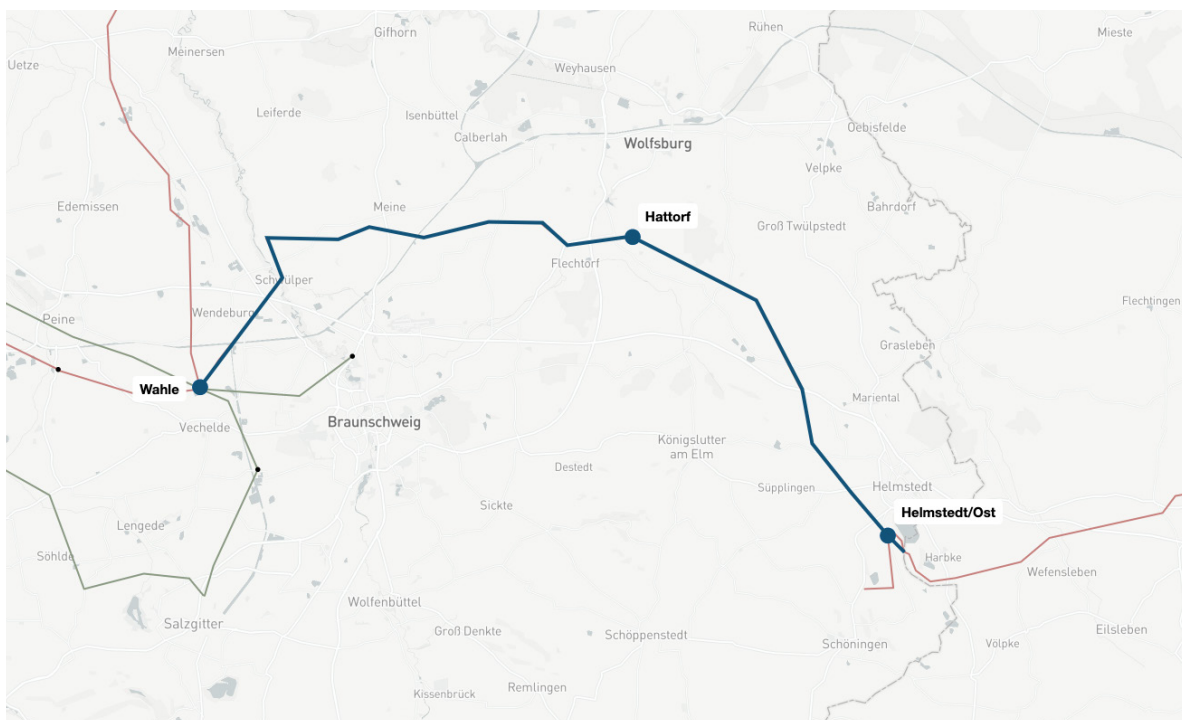 Gifhorn
Rühen
Mieste
Meinersen
Uetze
Weyhausen
Leiferde
Isenbüttel
Calberlah
Oebisfelde
Wolfsburg
Velpke
Edemissen
Meine
Hattorf
Bahrdorf
Groß Twülpstedt
Flechtorf
Schwülper
Flechtingen
Wendeburg
Peine
Grasleben
Wahle
Mariental
Vechelde
Braunschweig
Königslutter
am Elm
Destedt
Süpplingen
Helmstedt
Sickte
Helmstedt/Ost
Lengede
Söhlde
Harbke
Wefensleben
Wolfenbüttel
Salzgitter
Groß Denkte
Schöppenstedt
Schöningen
Völpke
Eilsleben
Remlingen
Kissenbrück